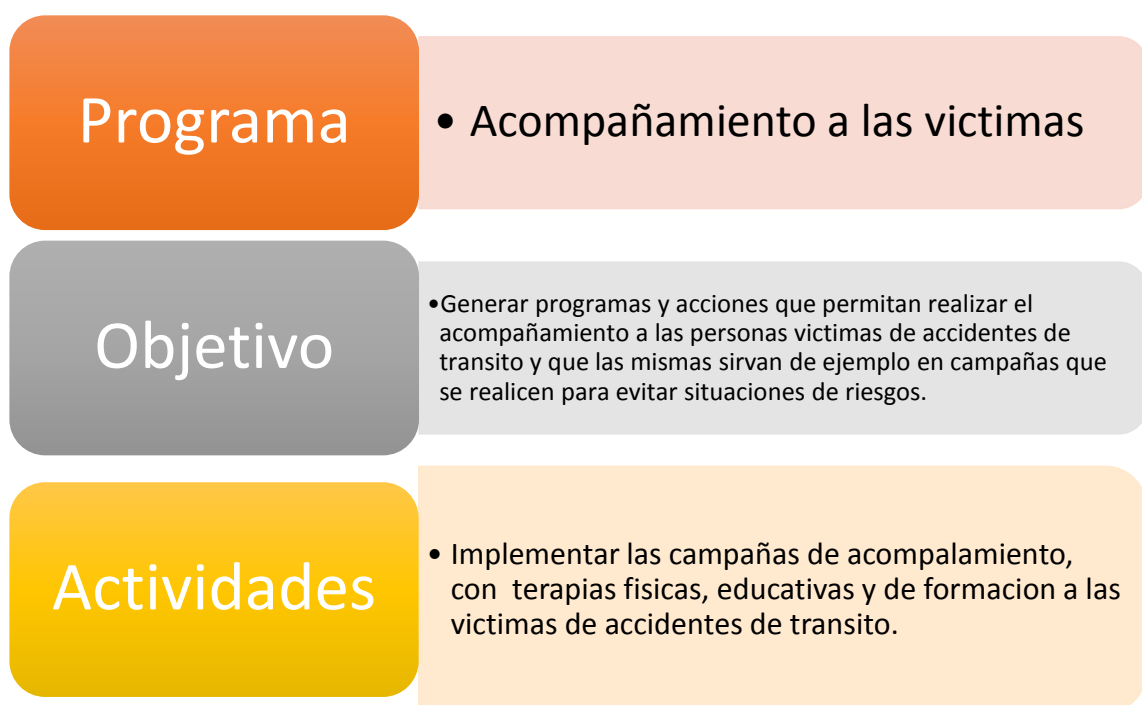 Programa
• Acompañamiento a las victimas
Objetivo
•Generar programas y acciones que permitan realizar el
acompañamiento a las personas victimas de accidentes de
transito y que las mismas sirvan de ejemplo en campañas que
se realicen para evitar situaciones de riesgos.
Actividades
• Implementar las campañas de acompalamiento,
con terapias fisicas, educativas y de formacion a las
victimas de accidentes de transito.